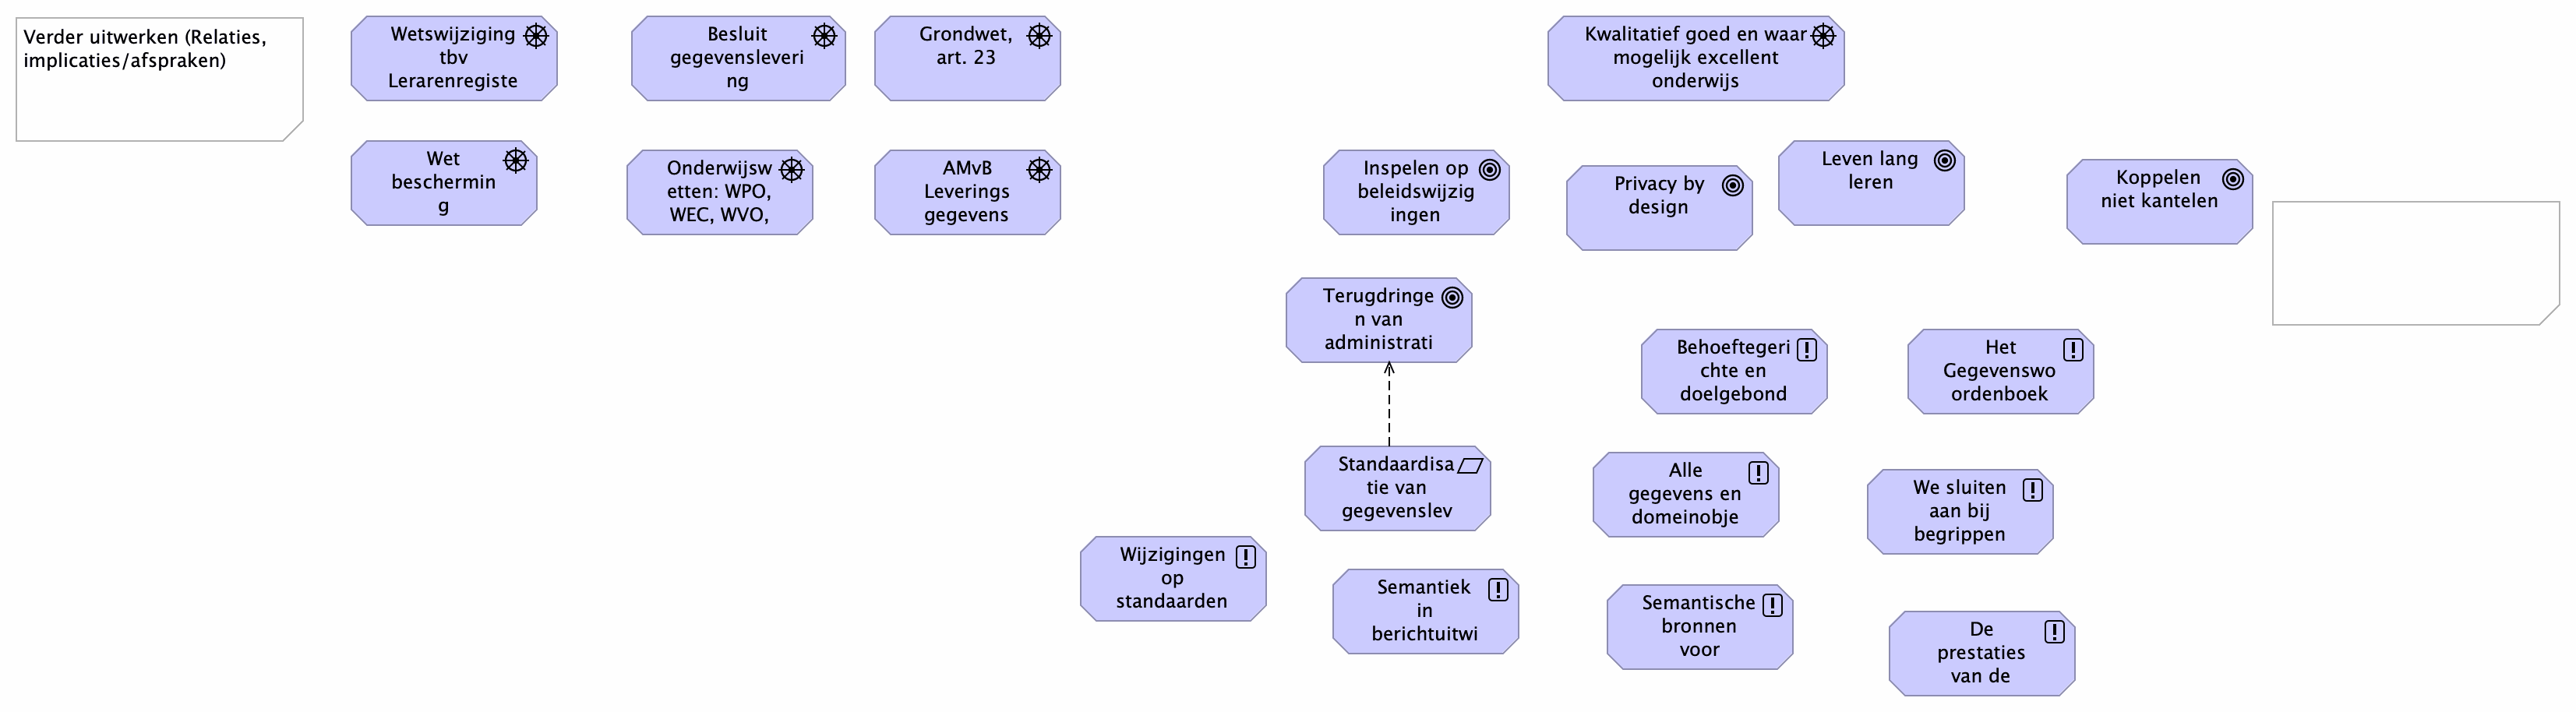 Verder uitwerken (Relaties,
implicaties/afspraken)
Wetswijziging
tbv
Lerarenregiste
Besluit
gegevensleveri
ng
Grondwet,
art. 23
Kwalitatief goed en waar
mogelijk excellent
onderwijs
Wet
beschermin
g
Onderwijsw
etten: WPO,
WEC, WVO,
AMvB
Leverings
gegevens
Inspelen op
beleidswijzig
ingen
Privacy by
design
Leven lang
leren
Koppelen
niet kantelen
Terugdringe
n van
administrati
Behoeftegeri
chte en
doelgebond
Het
Gegevenswo
ordenboek
Standaardisa
tie van
gegevenslev
Alle
gegevens en
domeinobje
We sluiten
aan bij
begrippen
Wijzigingen
op
standaarden
Semantiek
in
berichtuitwi
Semantische
bronnen
voor
De
prestaties
van de